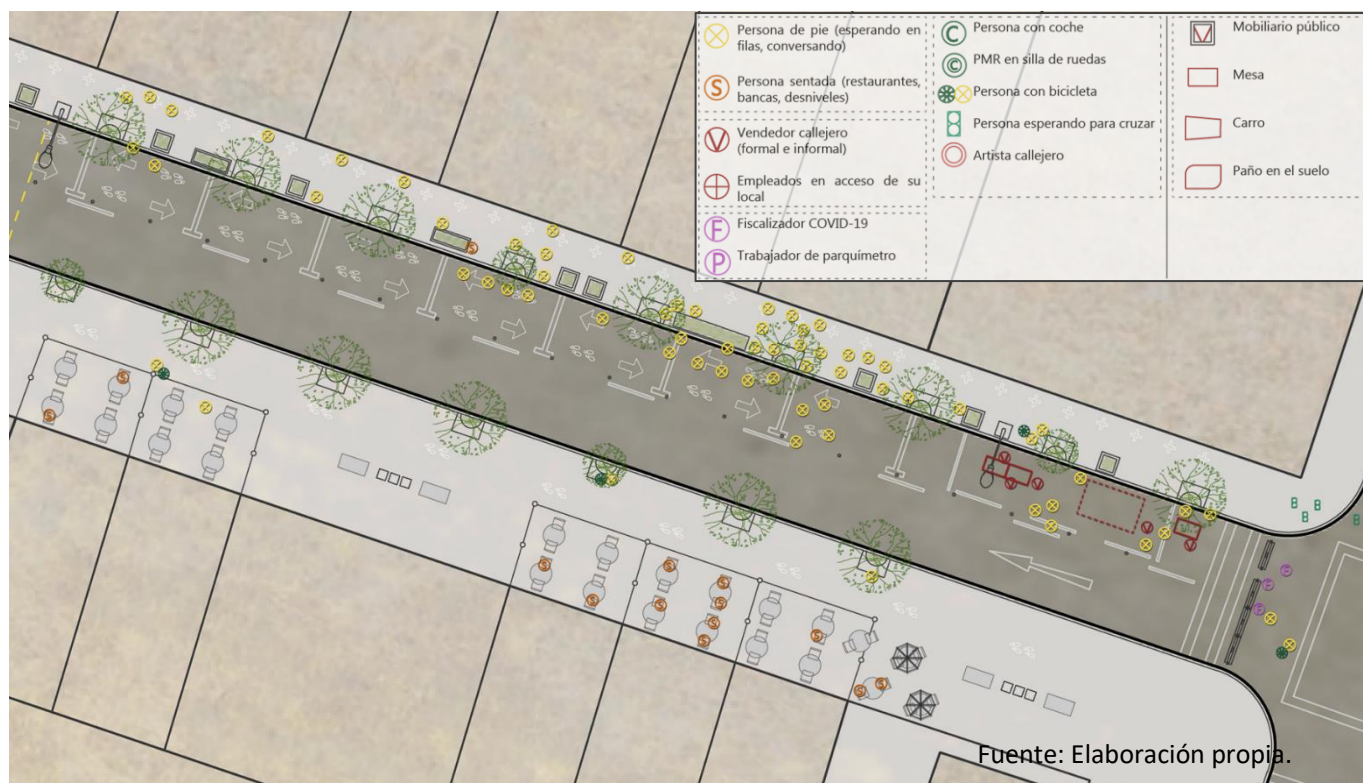 Persona de pie (esperando en
filas, conversando)
S
Persona sentada (restaurantes,
bancas, desniveles)
V
Vendedor callejero
(formal e informal)
Empleados en acceso de su
local
F
Fiscalizador COVID-19
P
Trabajador de parquímetro
C
Persona con coche
C
PMR en silla de ruedas
Persona con bicicleta
Persona esperando para cruzar
Artista callejero
V
Mobiliario público
Mesa
Carro
Paño en el suelo
Fuente: Elaboración propia.